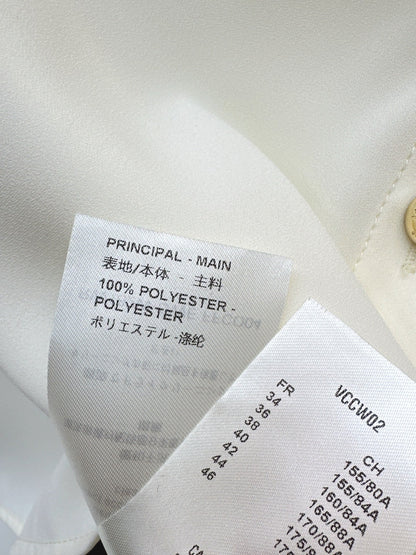 PRINCIPAL - MAIN
表地/本体 - 主料
100% POLYESTER -
POLYESTER
ポリエステル -涤纶
VCCW02
FR
34
36
38
40
42
44
46
CH
155/80A
155/84A
160/84A
165/88A
170/88A